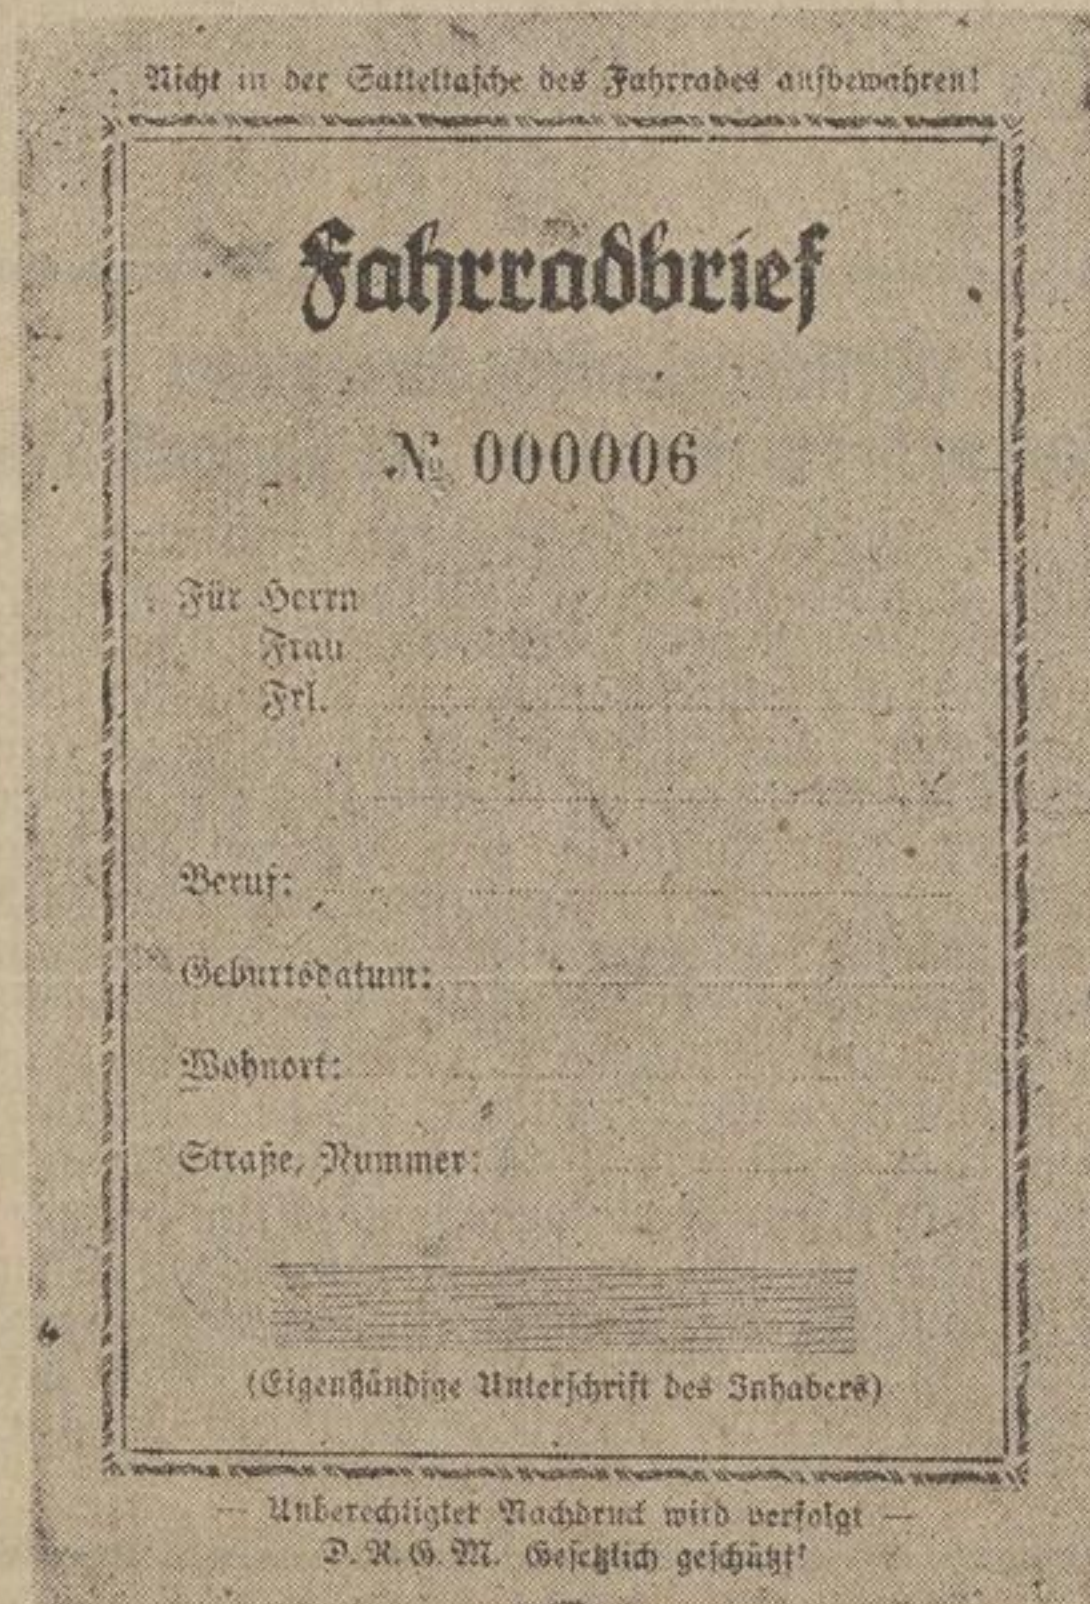 Nicht in der Satteltasche des Fahrrades aufbewahren!
Fahrradbrief
№ 000006
Für Herrn
Frau
Frl.
Beruf:
Geburtsdatum:
Wohnort:
Straße, Nummer:
(Eigenhändige Unterschrift des Inhabers)
— Unberechtigter Nachdruck wird verfolgt —
D. R. G. M. Gesetzlich geschützt!